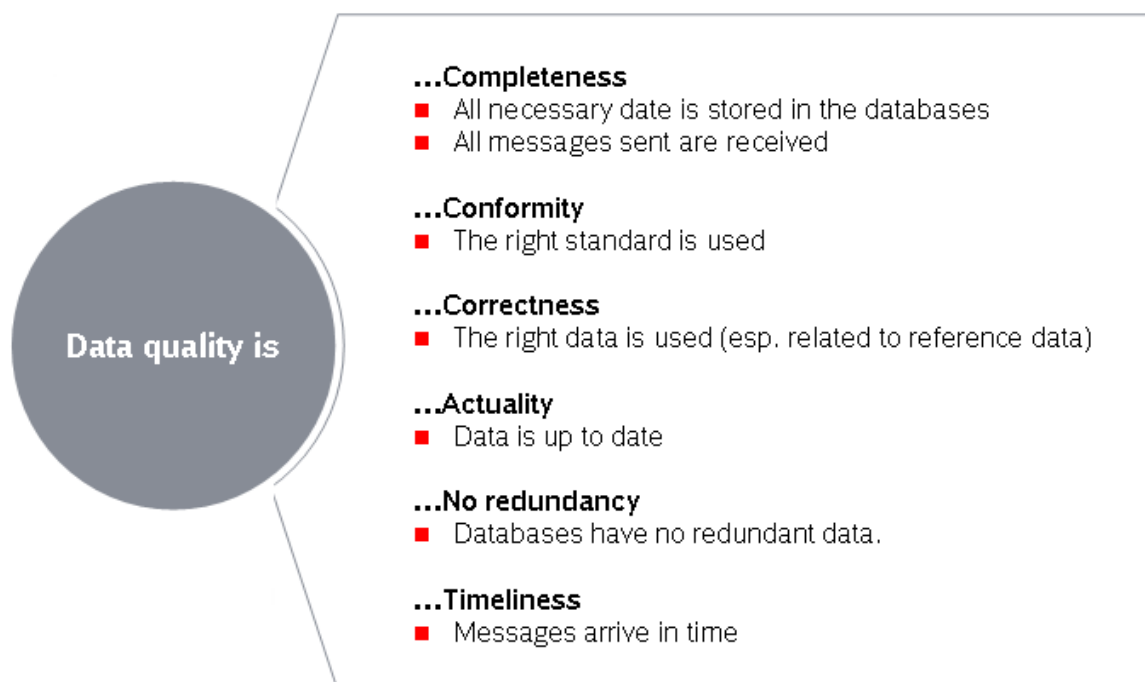 Data quality is
...Completeness
All necessary date is stored in the databases
All messages sent are received
...Conformity
The right standard is used
...Correctness
The right data is used (esp. related to reference data)
...Actuality
Data is up to date
...No redundancy
Databases have no redundant data.
...Timeliness
Messages arrive in time